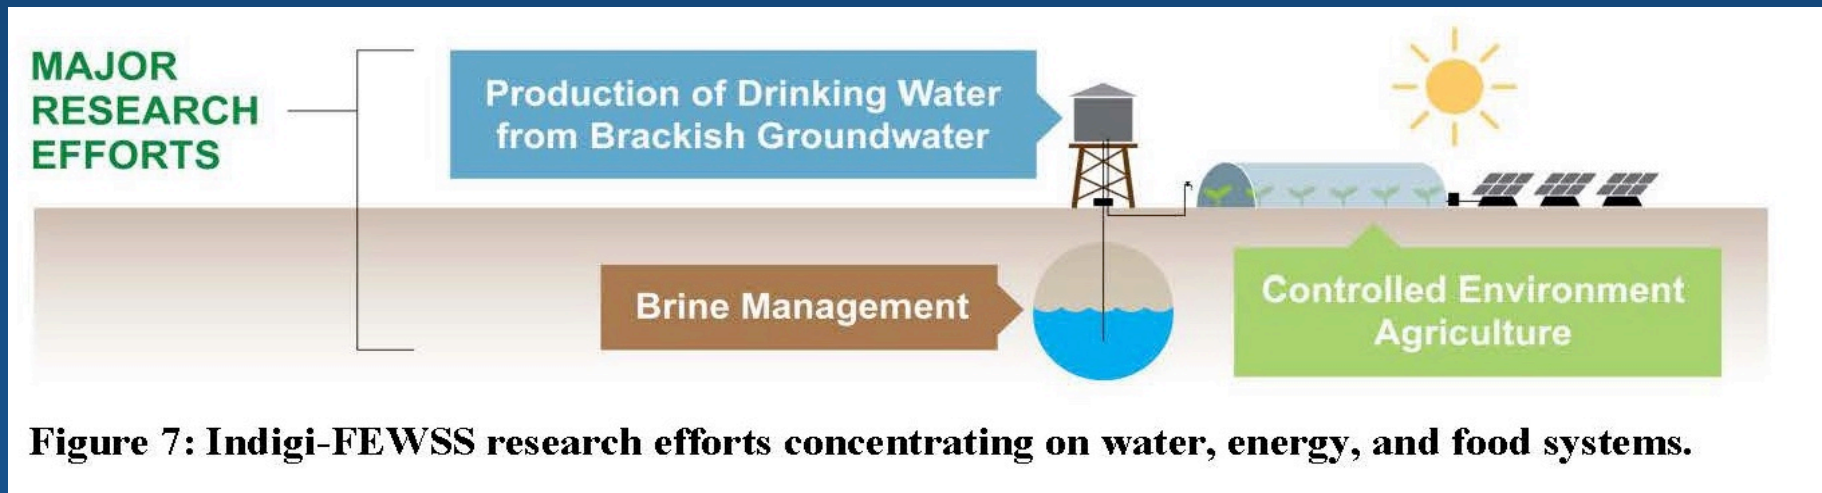 MAJOR
RESEARCH
EFFORTS
Production of Drinking Water
from Brackish Groundwater
Brine Management
Controlled Environment
Agriculture
Figure 7: Indigi-FEWSS research efforts concentrating on water, energy, and food systems.